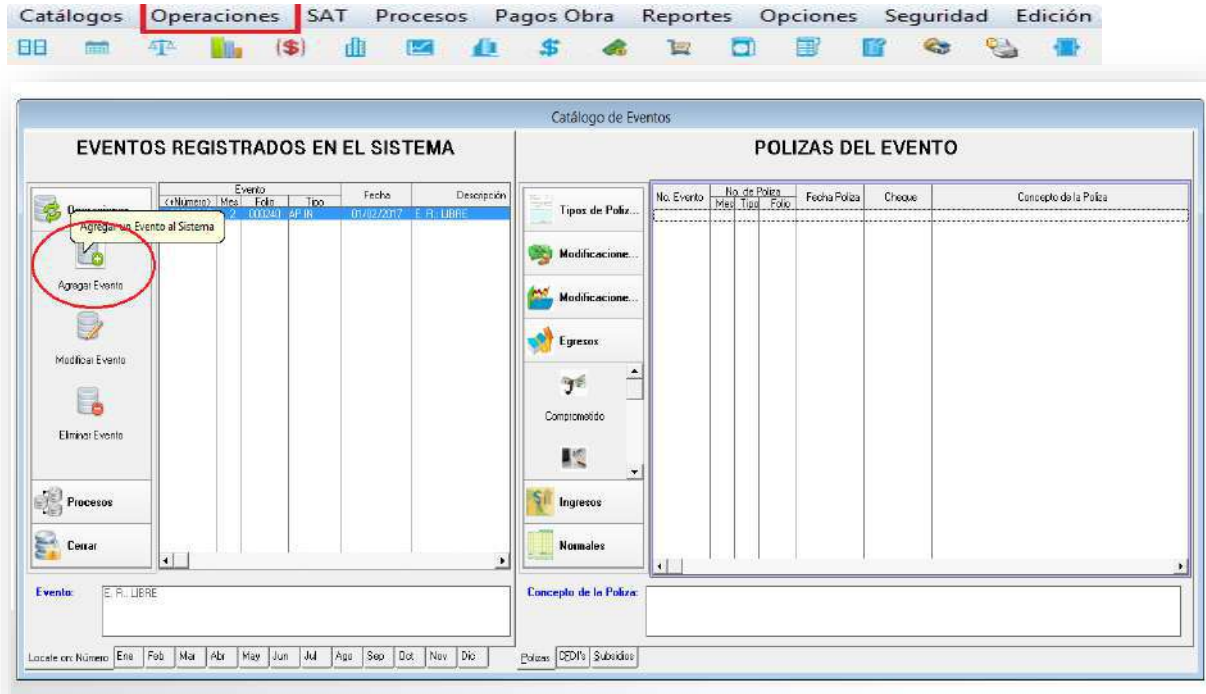 Catálogos Operaciones SAT Procesos Pagos Obra Reportes Opciones Seguridad Edición
Catálogo de Eventos
EVENTOS REGISTRADOS EN EL SISTEMA
POLIZAS DEL EVENTO
Evento
Fecha
Descripción
(+Número) Mes Folio Tipo
2 000240 AP IN 01/02/2017 E. R.: LIBRE
Agregar un Evento al Sistema
Agregar Evento
Modificar Evento
Eliminar Evento
Procesos
Cerrar
Tipos de Poliz...
Modificacione...
Modificacione...
Egresos
Comprometido
Ingresos
Normales
No. Evento
No. de Poliza
Mes Tipo Folio
Fecha Poliza
Cheque
Concepto de la Poliza
Evento:
E. R.: LIBRE
Concepto de la Poliza:
Locate on: Número Ene Feb Mar Abr May Jun Jul Ago Sep Oct Nov Dic
Polizas CFDI's Subsidios